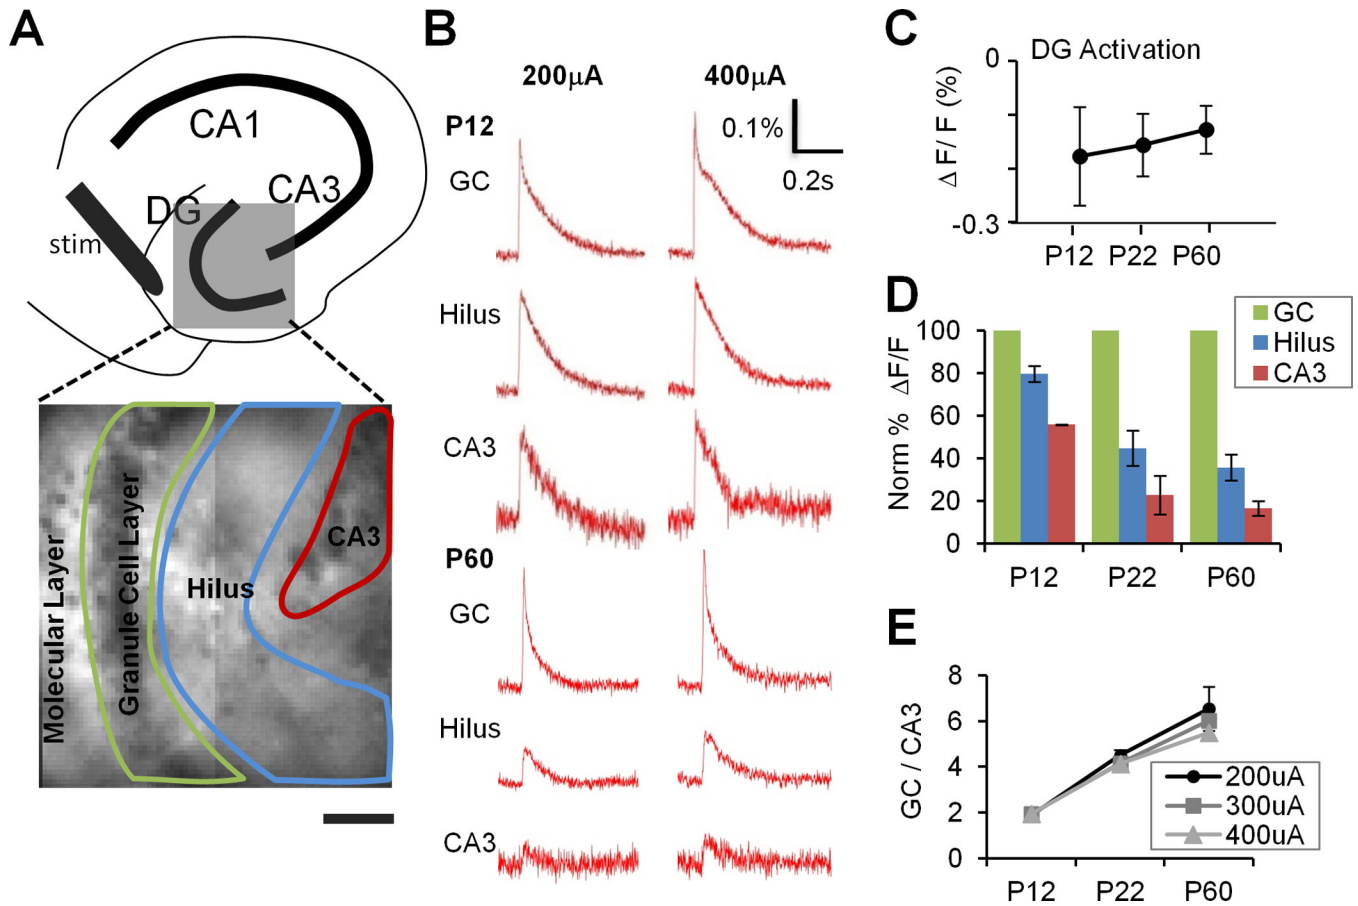 A
CA1
CA3
DG
stim
Molecular Layer
Granule Cell Layer
Hilus
CA3
B
200µA
400µA
P12
0.1%
0.2s
GC
Hilus
CA3
P60
GC
Hilus
CA3
C
DG Activation
Δ F/ F (%)
0
-0.3
P12
P22
P60
D
GC
Hilus
CA3
Norm % ΔF/F
100
80
60
40
20
0
P12
P22
P60
E
GC / CA3
8
6
4
2
0
200uA
300uA
400uA
P12
P22
P60